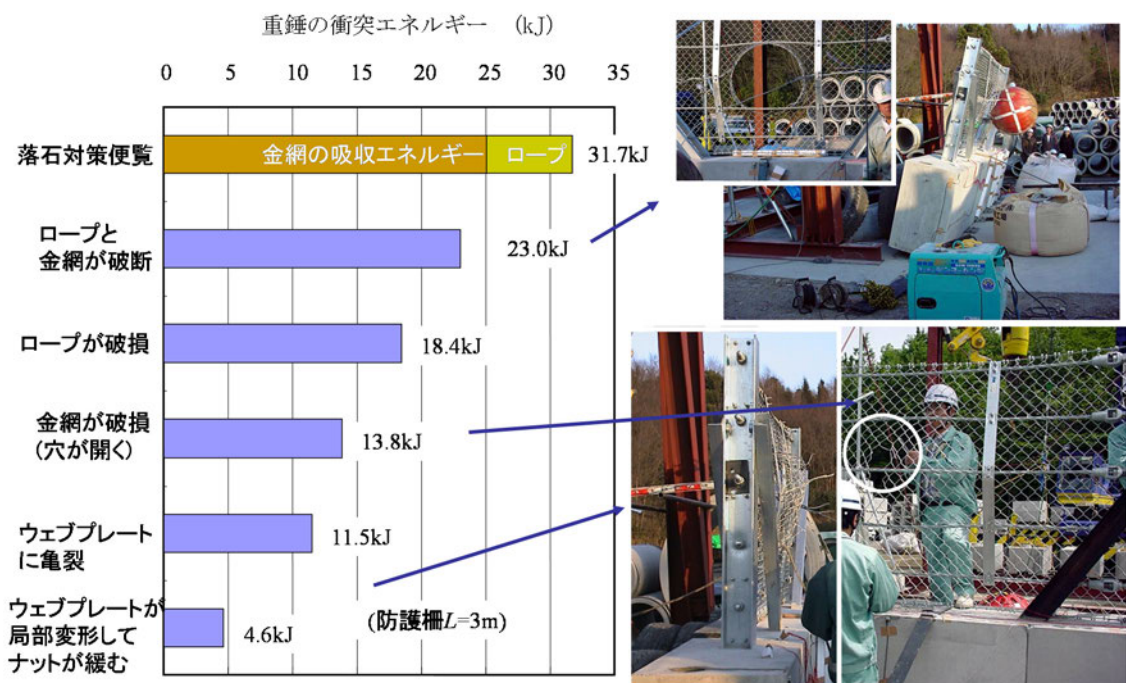 重錘の衝突エネルギー (kJ)
0 5 10 15 20 25 30 35
落石対策便覧
金網の吸収エネルギー ロープ 31.7kJ
ロープと
金網が破断
23.0kJ
ロープが破損
18.4kJ
金網が破損
(穴が開く)
13.8kJ
ウェブプレート
に亀裂
11.5kJ
ウェブプレートが
局部変形して
ナットが緩む
4.6kJ
(防護柵L=3m)